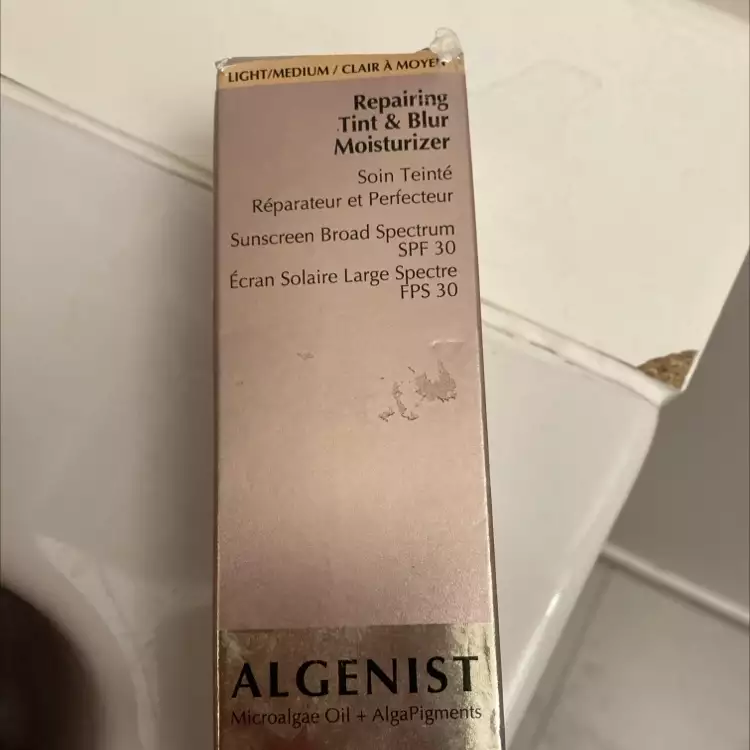 LIGHT/MEDIUM / CLAIR À MOYEN
Repairing
Tint & Blur
Moisturizer
Soin Teinté
Réparateur et Perfecteur
Sunscreen Broad Spectrum
SPF 30
Écran Solaire Large Spectre
FPS 30
ALGENIST
Microalgae Oil + AlgaPigments